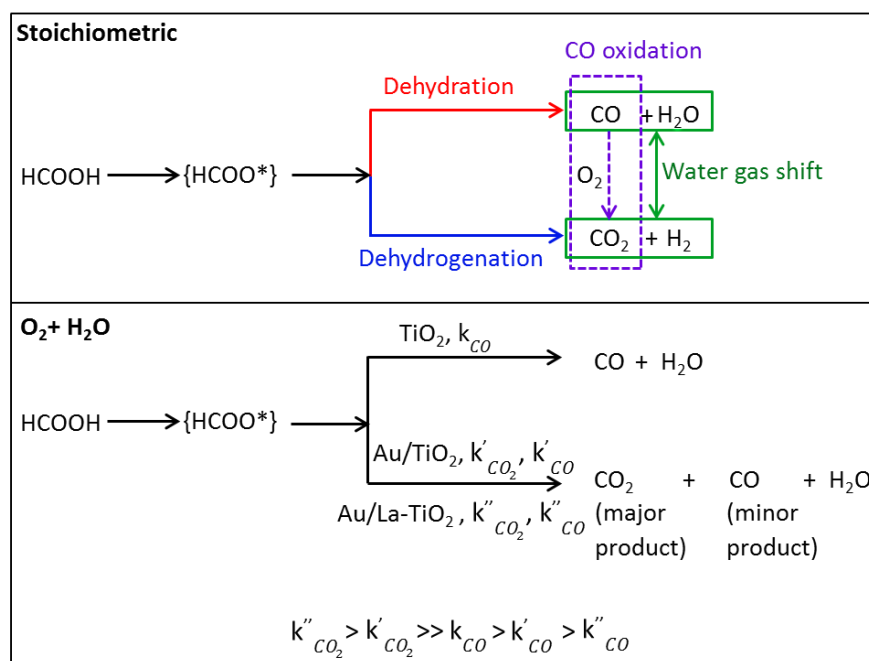 Stoichiometric
CO oxidation
Dehydration
CO + H₂O
HCOOH {HCOO*} O₂ Water gas shift
CO₂ + H₂
Dehydrogenation
O₂+ H₂O
TiO₂, k_CO
CO + H₂O
HCOOH {HCOO*}
Au/TiO₂, k'_CO₂, k'_CO
CO₂ + CO + H₂O
Au/La-TiO₂, k''_CO₂, k''_CO
(major (minor
product) product)
k''_CO₂ > k'_CO₂ >> k_CO > k'_CO > k''_CO